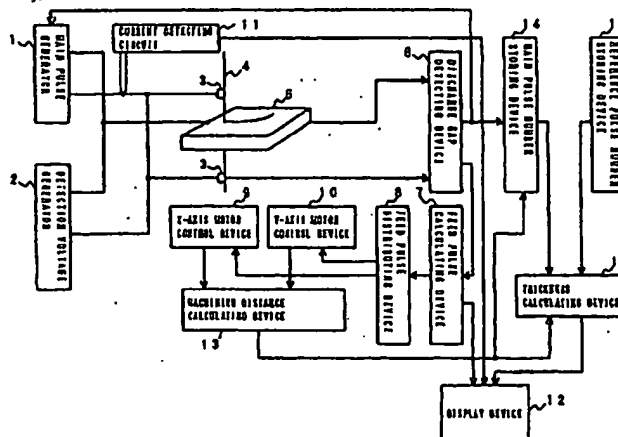 1
MAIN PULSE
GENERATOR
CURRENT DETECTING
CIRCUIT
11
2
DETECTION VOLTAGE
GENERATOR
3
4
5
3
6
DISCHARGE GAP
DETECTING DEVICE
14
MAIN PULSE NUMBER
STORING DEVICE
1
REFERENCE PULSE NUMBER
STORING DEVICE
9
X-AXIS MOTOR
CONTROL DEVICE
10
Y-AXIS MOTOR
CONTROL DEVICE
8
FEED PULSE
DISTRIBUTING DEVICE
7
FEED PULSE
CALCULATING DEVICE
MACHINING DISTANCE
CALCULATING DEVICE
13
1
THICKNESS
CALCULATING DEVICE
DISPLAY DEVICE
12